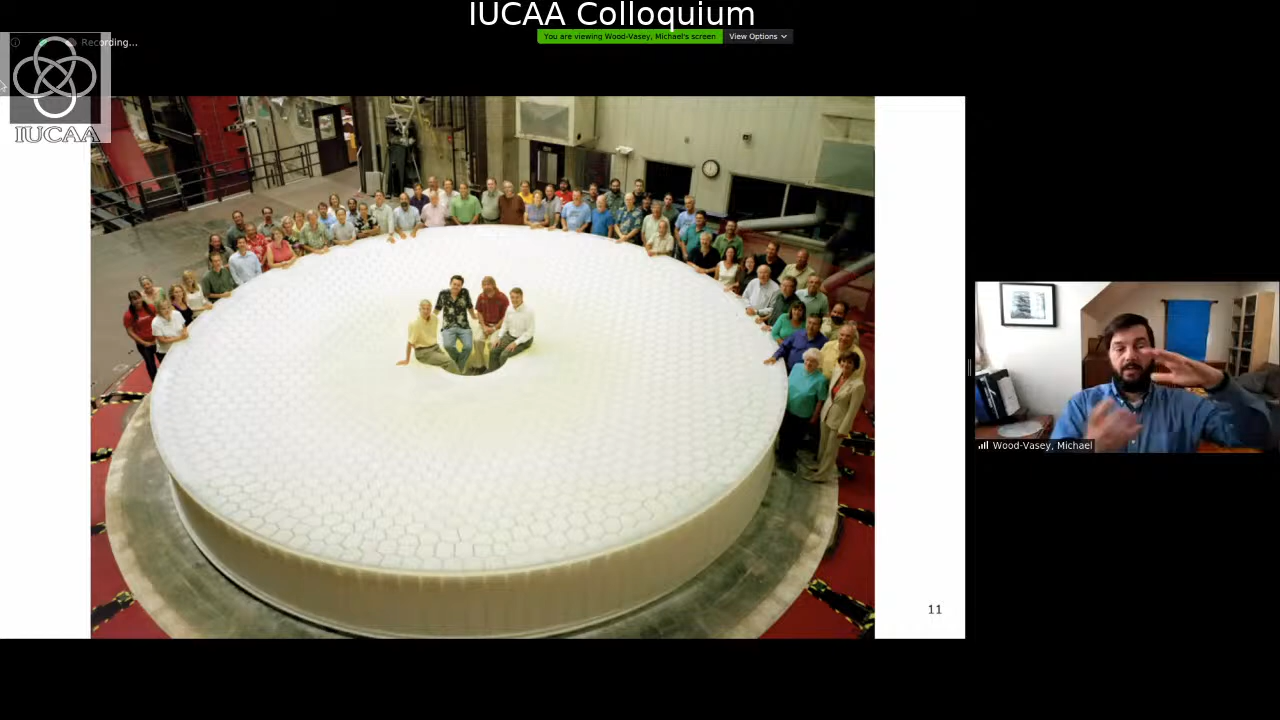 IUCAA Colloquium
You are viewing Wood-Vasey, Michael's screen View Options
Recording...
IUCAA
Wood-Vasey, Michael
11